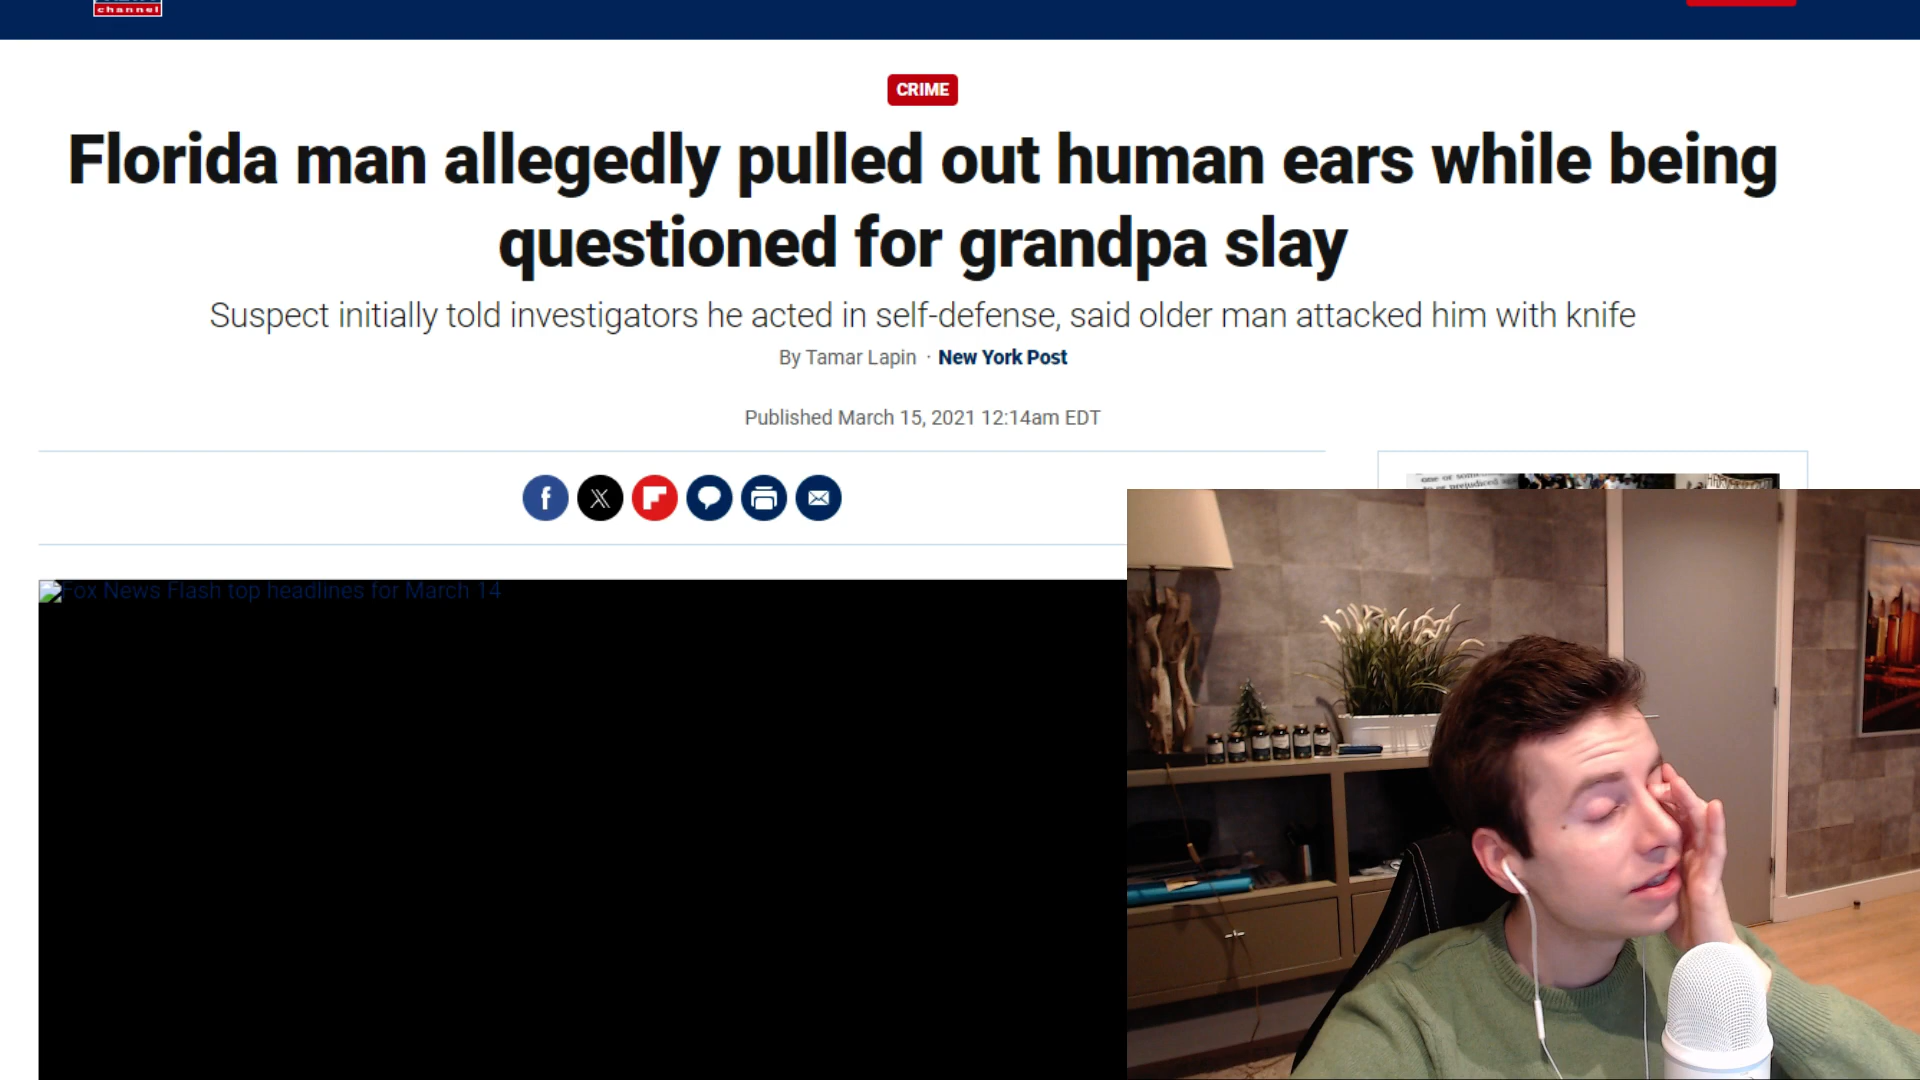 channel
CRIME
Florida man allegedly pulled out human ears while being
questioned for grandpa slay
Suspect initially told investigators he acted in self-defense, said older man attacked him with knife
By Tamar Lapin · New York Post
Published March 15, 2021 12:14am EDT
Fox News Flash top headlines for March 14